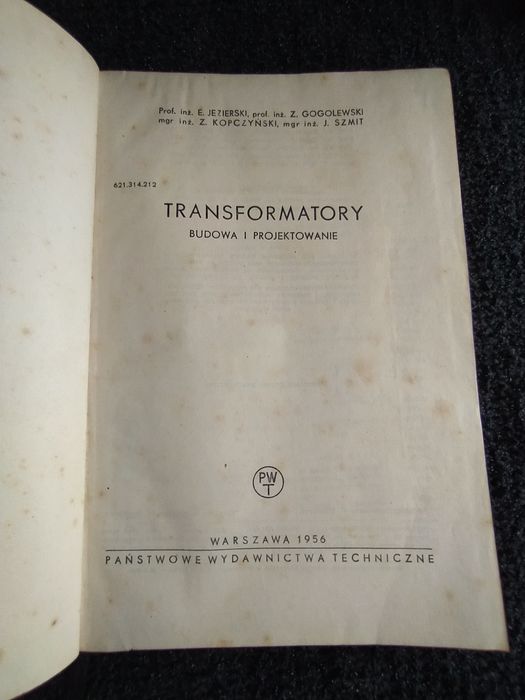 Prof. inż. E. JEZIERSKI, prof. inż. Z. GOGOLEWSKI
mgr inż. Z. KOPCZYŃSKI, mgr inż. J. SZMIT
621.314.212
TRANSFORMATORY
BUDOWA I PROJEKTOWANIE
PW
T
WARSZAWA 1956
PAŃSTWOWE WYDAWNICTWA TECHNICZNE